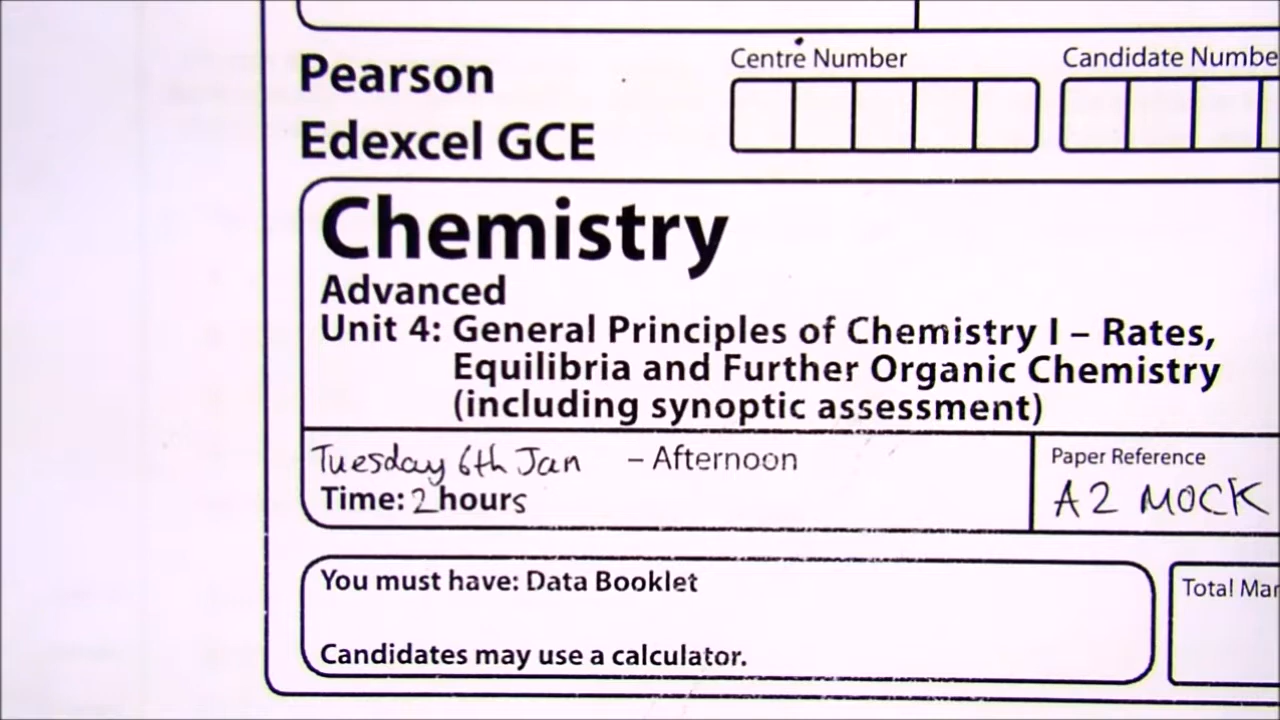 Pearson
Edexcel GCE
Centre Number
Candidate Numbe
Chemistry
Advanced
Unit 4: General Principles of Chemistry I – Rates,
Equilibria and Further Organic Chemistry
(including synoptic assessment)
Tuesday 6th Jan – Afternoon
Time: 2 hours
Paper Reference
A2 MOCK
You must have: Data Booklet
Candidates may use a calculator.
Total Mar